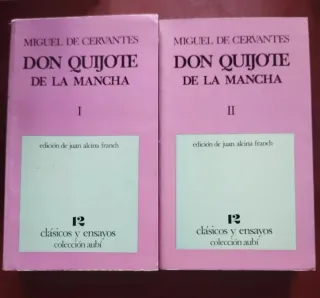 MIGUEL DE CERVANTES
DON QUIJOTE
DE LA MANCHA
I
edición de juan alcina franch
12
clásicos y ensayos
colección aubí
MIGUEL DE CERVANTES
DON QUIJOTE
DE LA MANCHA
II
edición de juan alcina franch
12
clásicos y ensayos
colección aubí